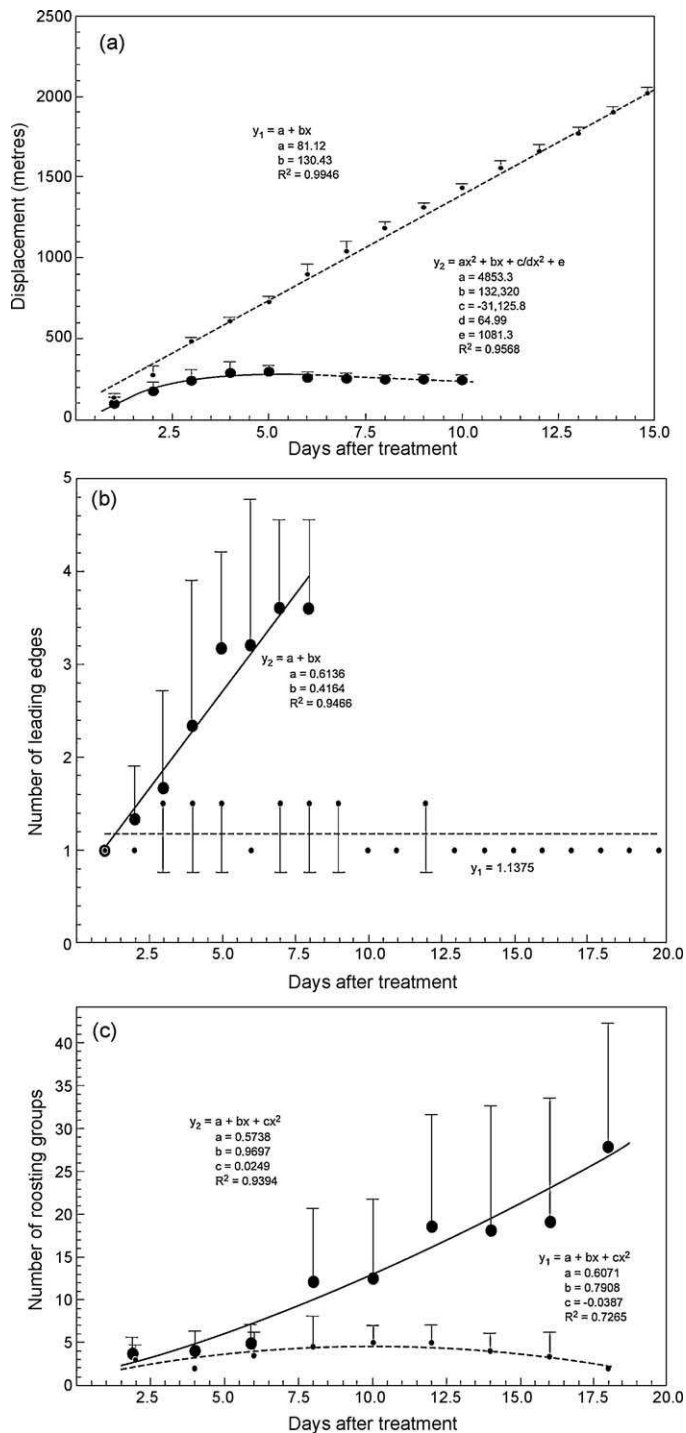 (a)
2500
2000
1500
1000
500
0
Displacement (metres)
y₁ = a + bx
a = 81.12
b = 130.43
R² = 0.9946
y₂ = ax² + bx + c/dx² + e
a = 4853.3
b = 132,320
c = -31,125.8
d = 64.99
e = 1081.3
R² = 0.9568
2.5 5.0 7.5 10.0 12.5 15.0
Days after treatment
(b)
5
4
3
2
1
0
Number of leading edges
y₂ = a + bx
a = 0.6136
b = 0.4164
R² = 0.9466
y₁ = 1.1375
2.5 5.0 7.5 10.0 12.5 15.0 17.5 20.0
Days after treatment
(c)
40
35
30
25
20
15
10
5
0
Number of roosting groups
y₂ = a + bx + cx²
a = 0.5738
b = 0.9697
c = 0.0249
R² = 0.9394
y₁ = a + bx + cx²
a = 0.6071
b = 0.7908
c = -0.0387
R² = 0.7265
2.5 5.0 7.5 10.0 12.5 15.0 17.5 20.0
Days after treatment